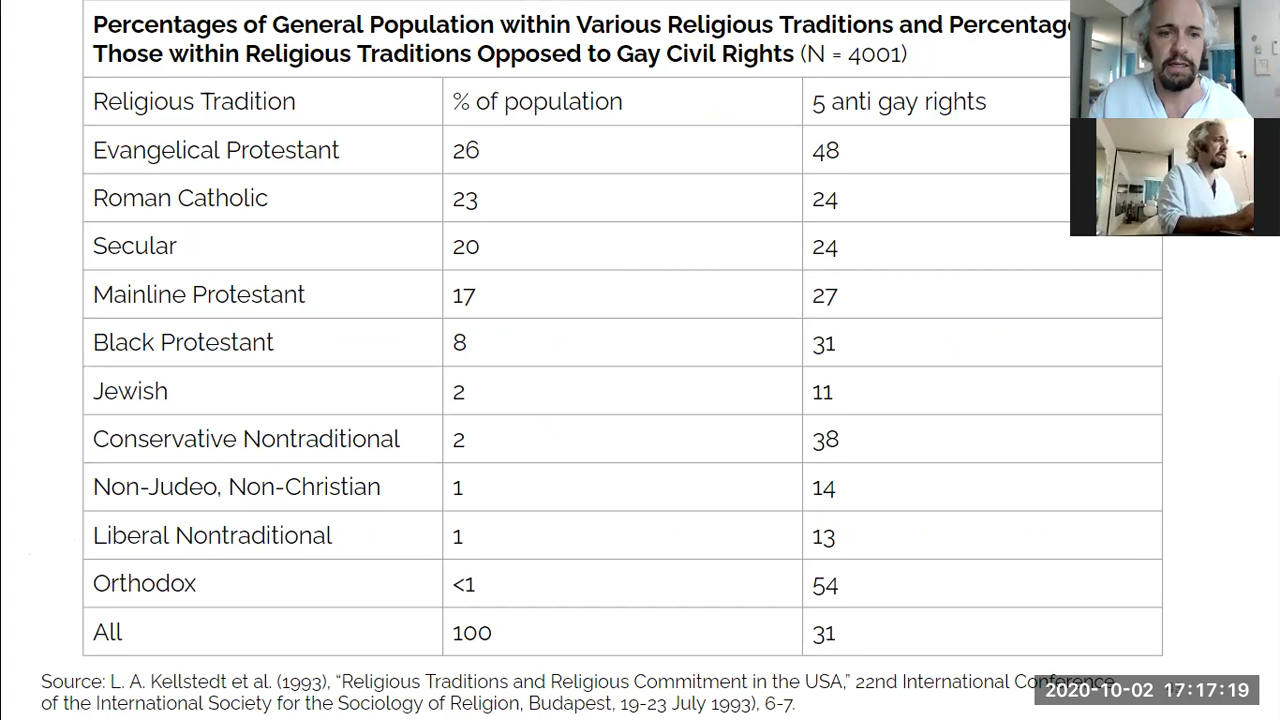 Percentages of General Population within Various Religious Traditions and Percentage
Those within Religious Traditions Opposed to Gay Civil Rights (N = 4001)
Religious Tradition % of population 5 anti gay rights
Evangelical Protestant 26 48
Roman Catholic 23 24
Secular 20 24
Mainline Protestant 17 27
Black Protestant 8 31
Jewish 2 11
Conservative Nontraditional 2 38
Non-Judeo, Non-Christian 1 14
Liberal Nontraditional 1 13
Orthodox <1 54
All 100 31
Source: L. A. Kellstedt et al. (1993), “Religious Traditions and Religious Commitment in the USA,” 22nd International Conference
of the International Society for the Sociology of Religion, Budapest, 19-23 July 1993), 6-7.
2020-10-02 17:17:19